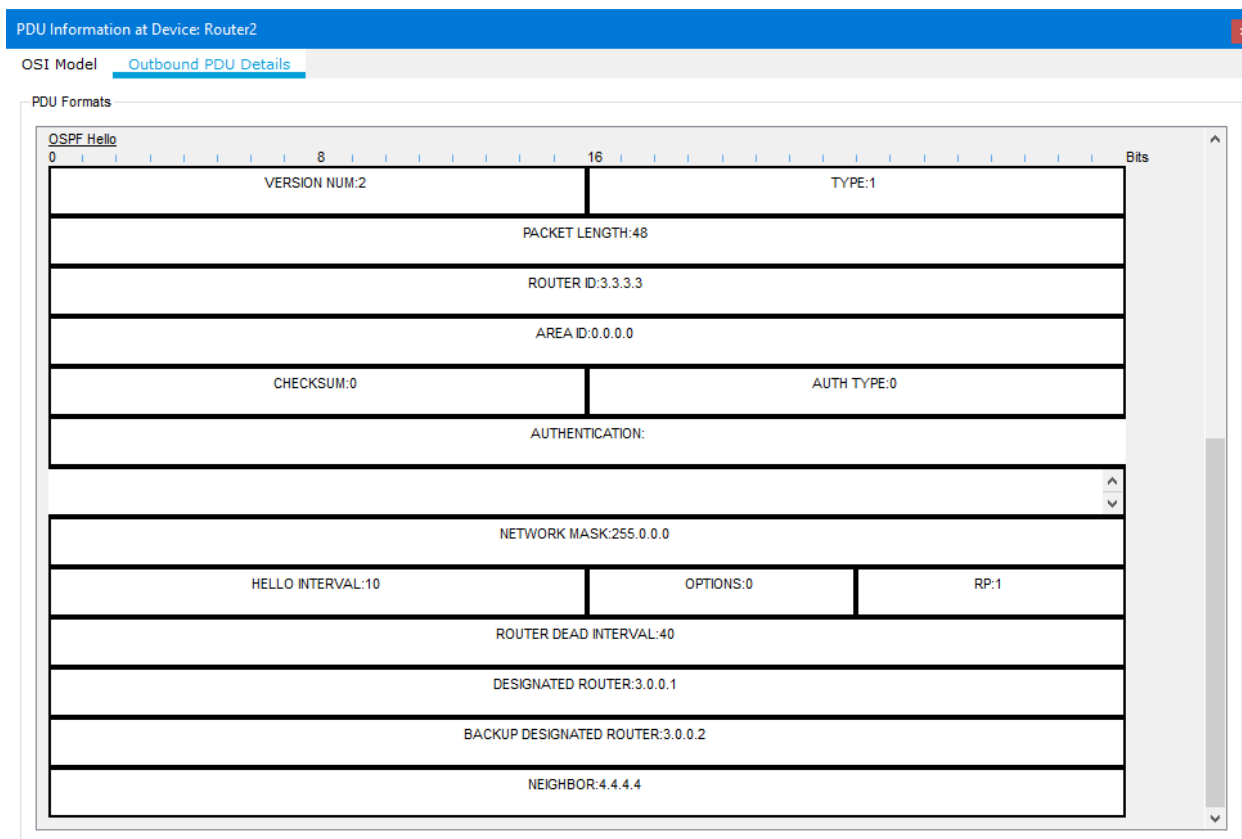 PDU Information at Device: Router2
OSI Model Outbound PDU Details
PDU Formats
OSPF Hello
0 8 16 Bits
VERSION NUM:2 TYPE:1
PACKET LENGTH:48
ROUTER ID:3.3.3.3
AREA ID:0.0.0.0
CHECKSUM:0 AUTH TYPE:0
AUTHENTICATION:
NETWORK MASK:255.0.0.0
HELLO INTERVAL:10 OPTIONS:0 RP:1
ROUTER DEAD INTERVAL:40
DESIGNATED ROUTER:3.0.0.1
BACKUP DESIGNATED ROUTER:3.0.0.2
NEIGHBOR:4.4.4.4